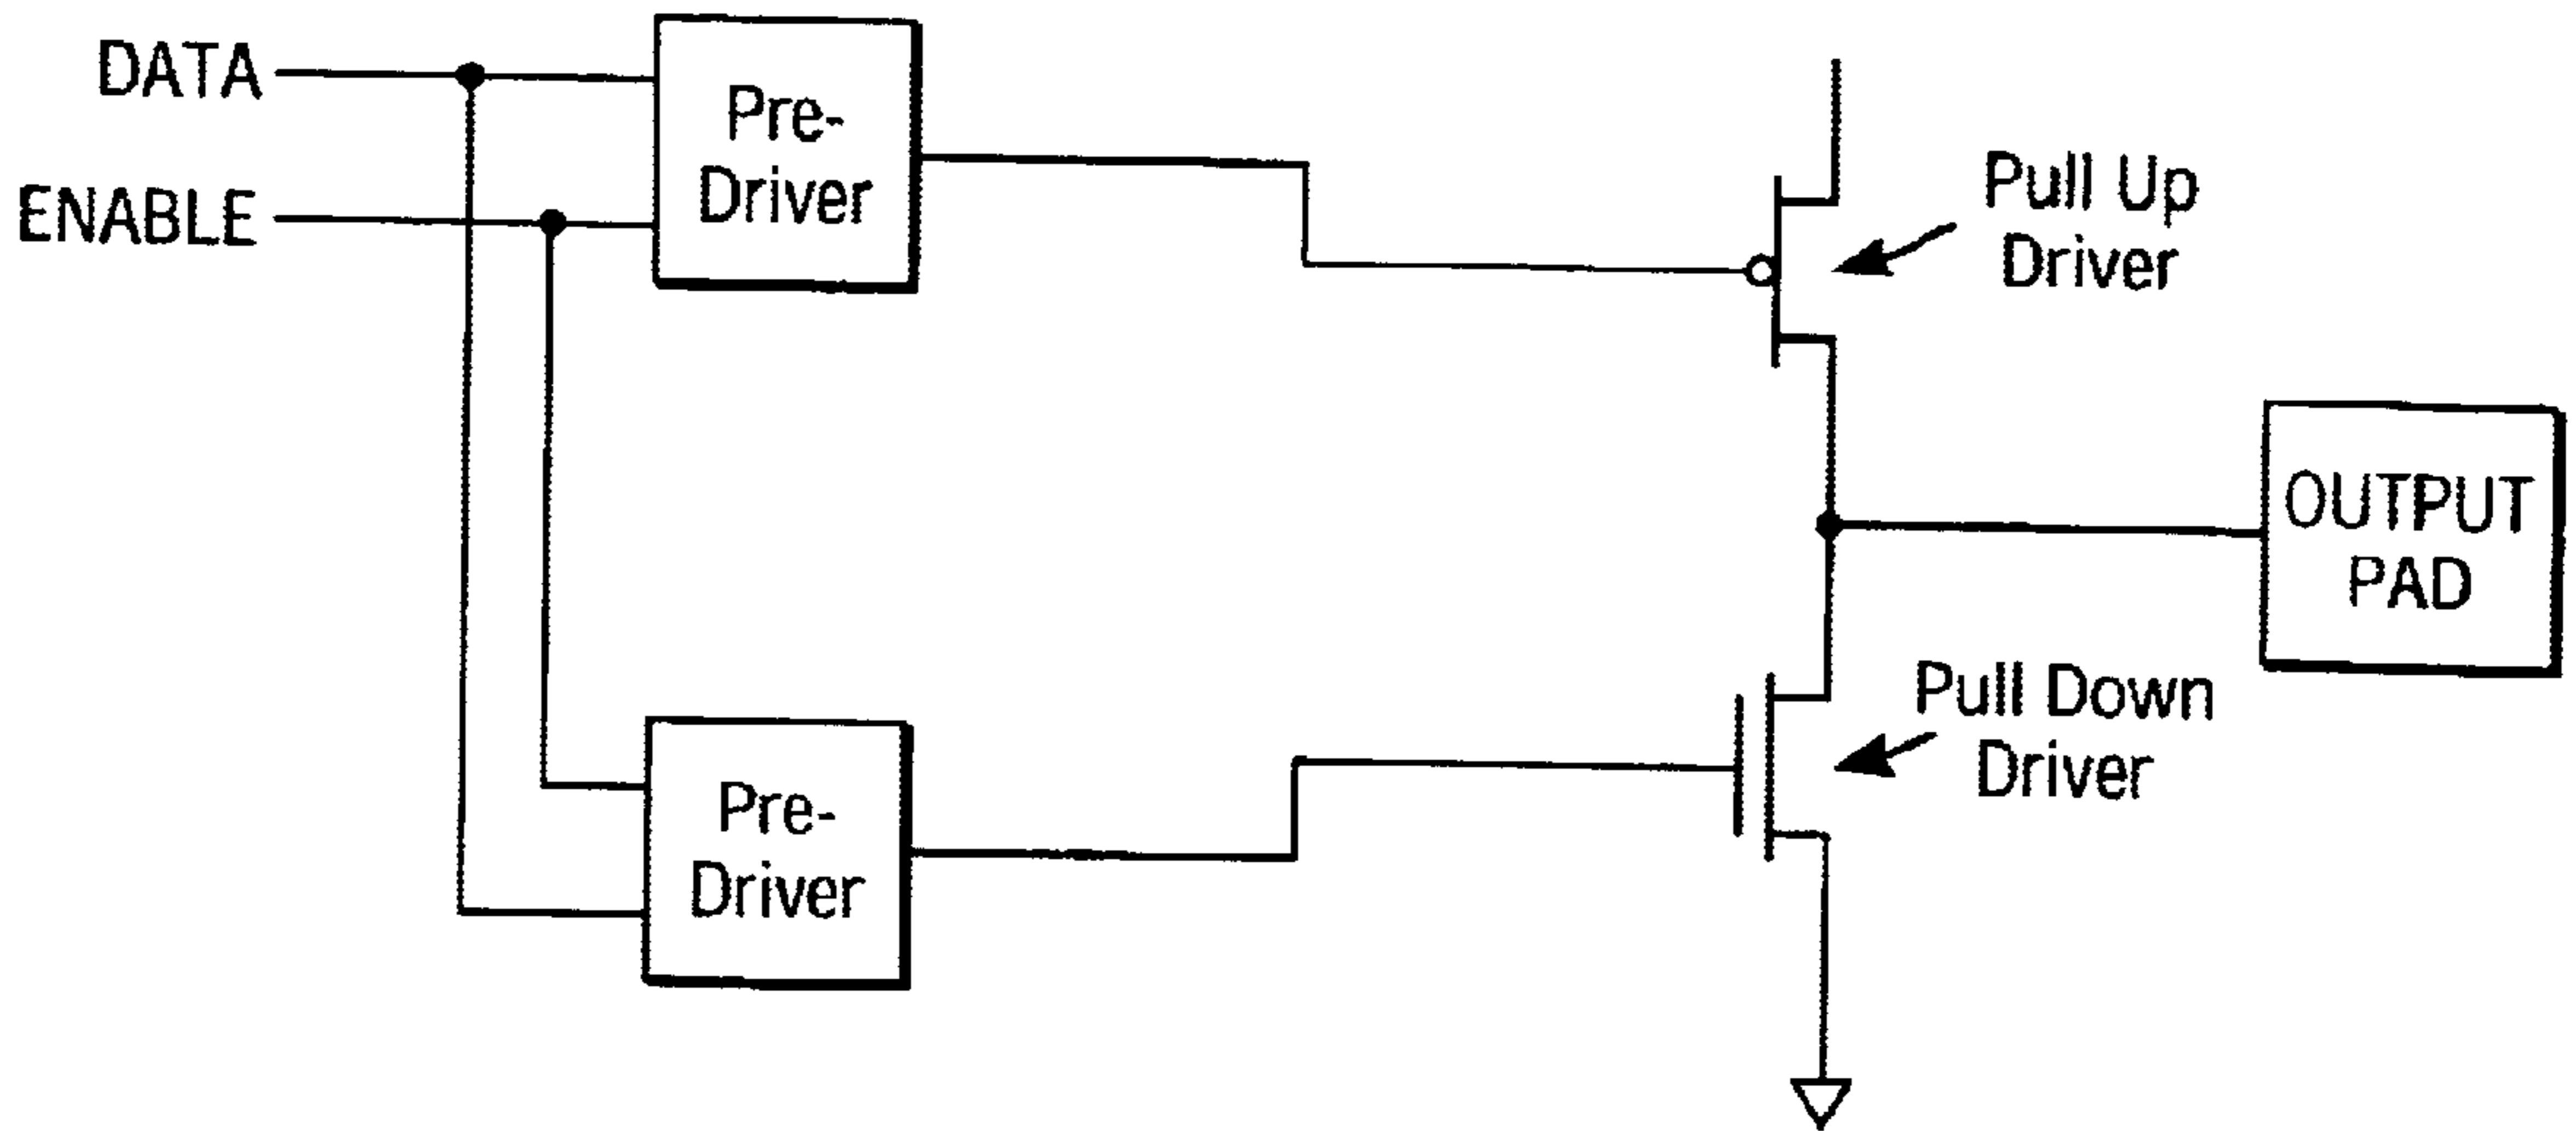 DATA
ENABLE
Pre-
Driver
Pull Up
Driver
OUTPUT
PAD
Pull Down
Driver
Pre-
Driver